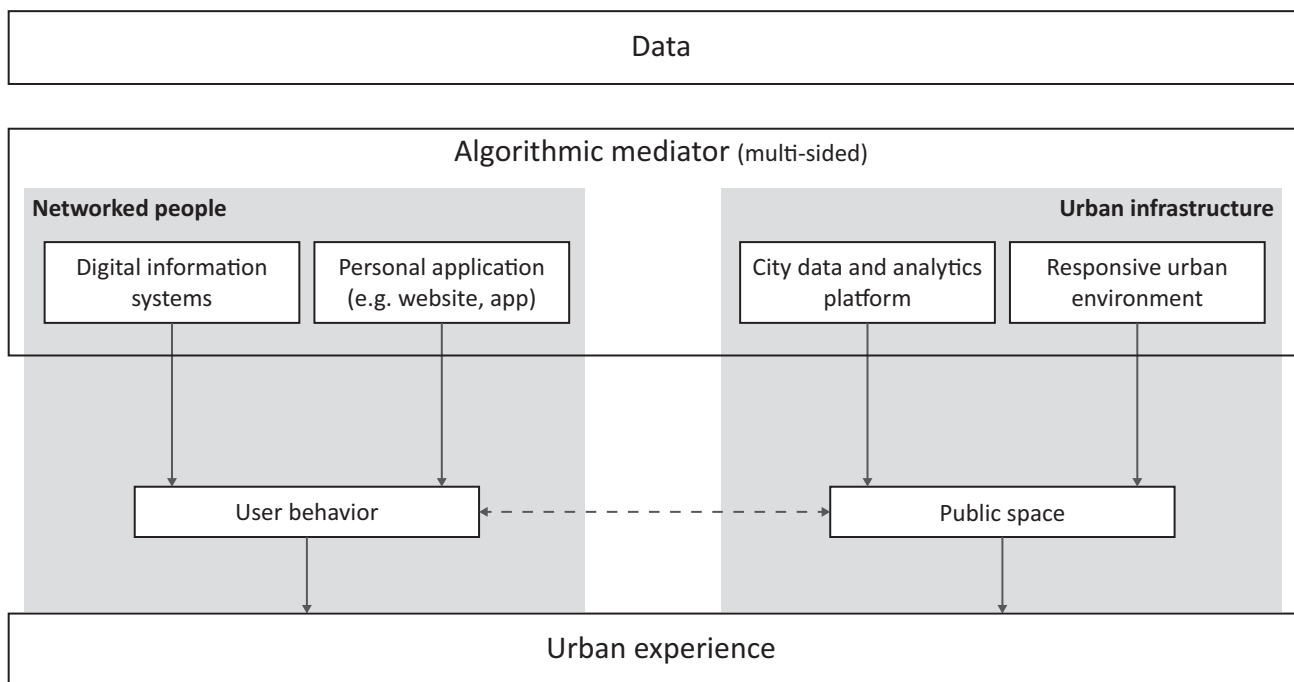 Data
Algorithmic mediator (multi-sided)
Networked people
Urban infrastructure
Digital information
systems
Personal application
(e.g. website, app)
City data and analytics
platform
Responsive urban
environment
User behavior
Public space
Urban experience